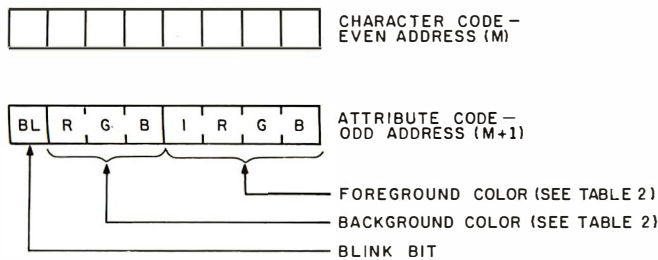 CHARACTER CODE—
EVEN ADDRESS (M)
BL R G B I R G B
ATTRIBUTE CODE—
ODD ADDRESS (M+1)
FOREGROUND COLOR (SEE TABLE 2)
BACKGROUND COLOR (SEE TABLE 2)
BLINK BIT